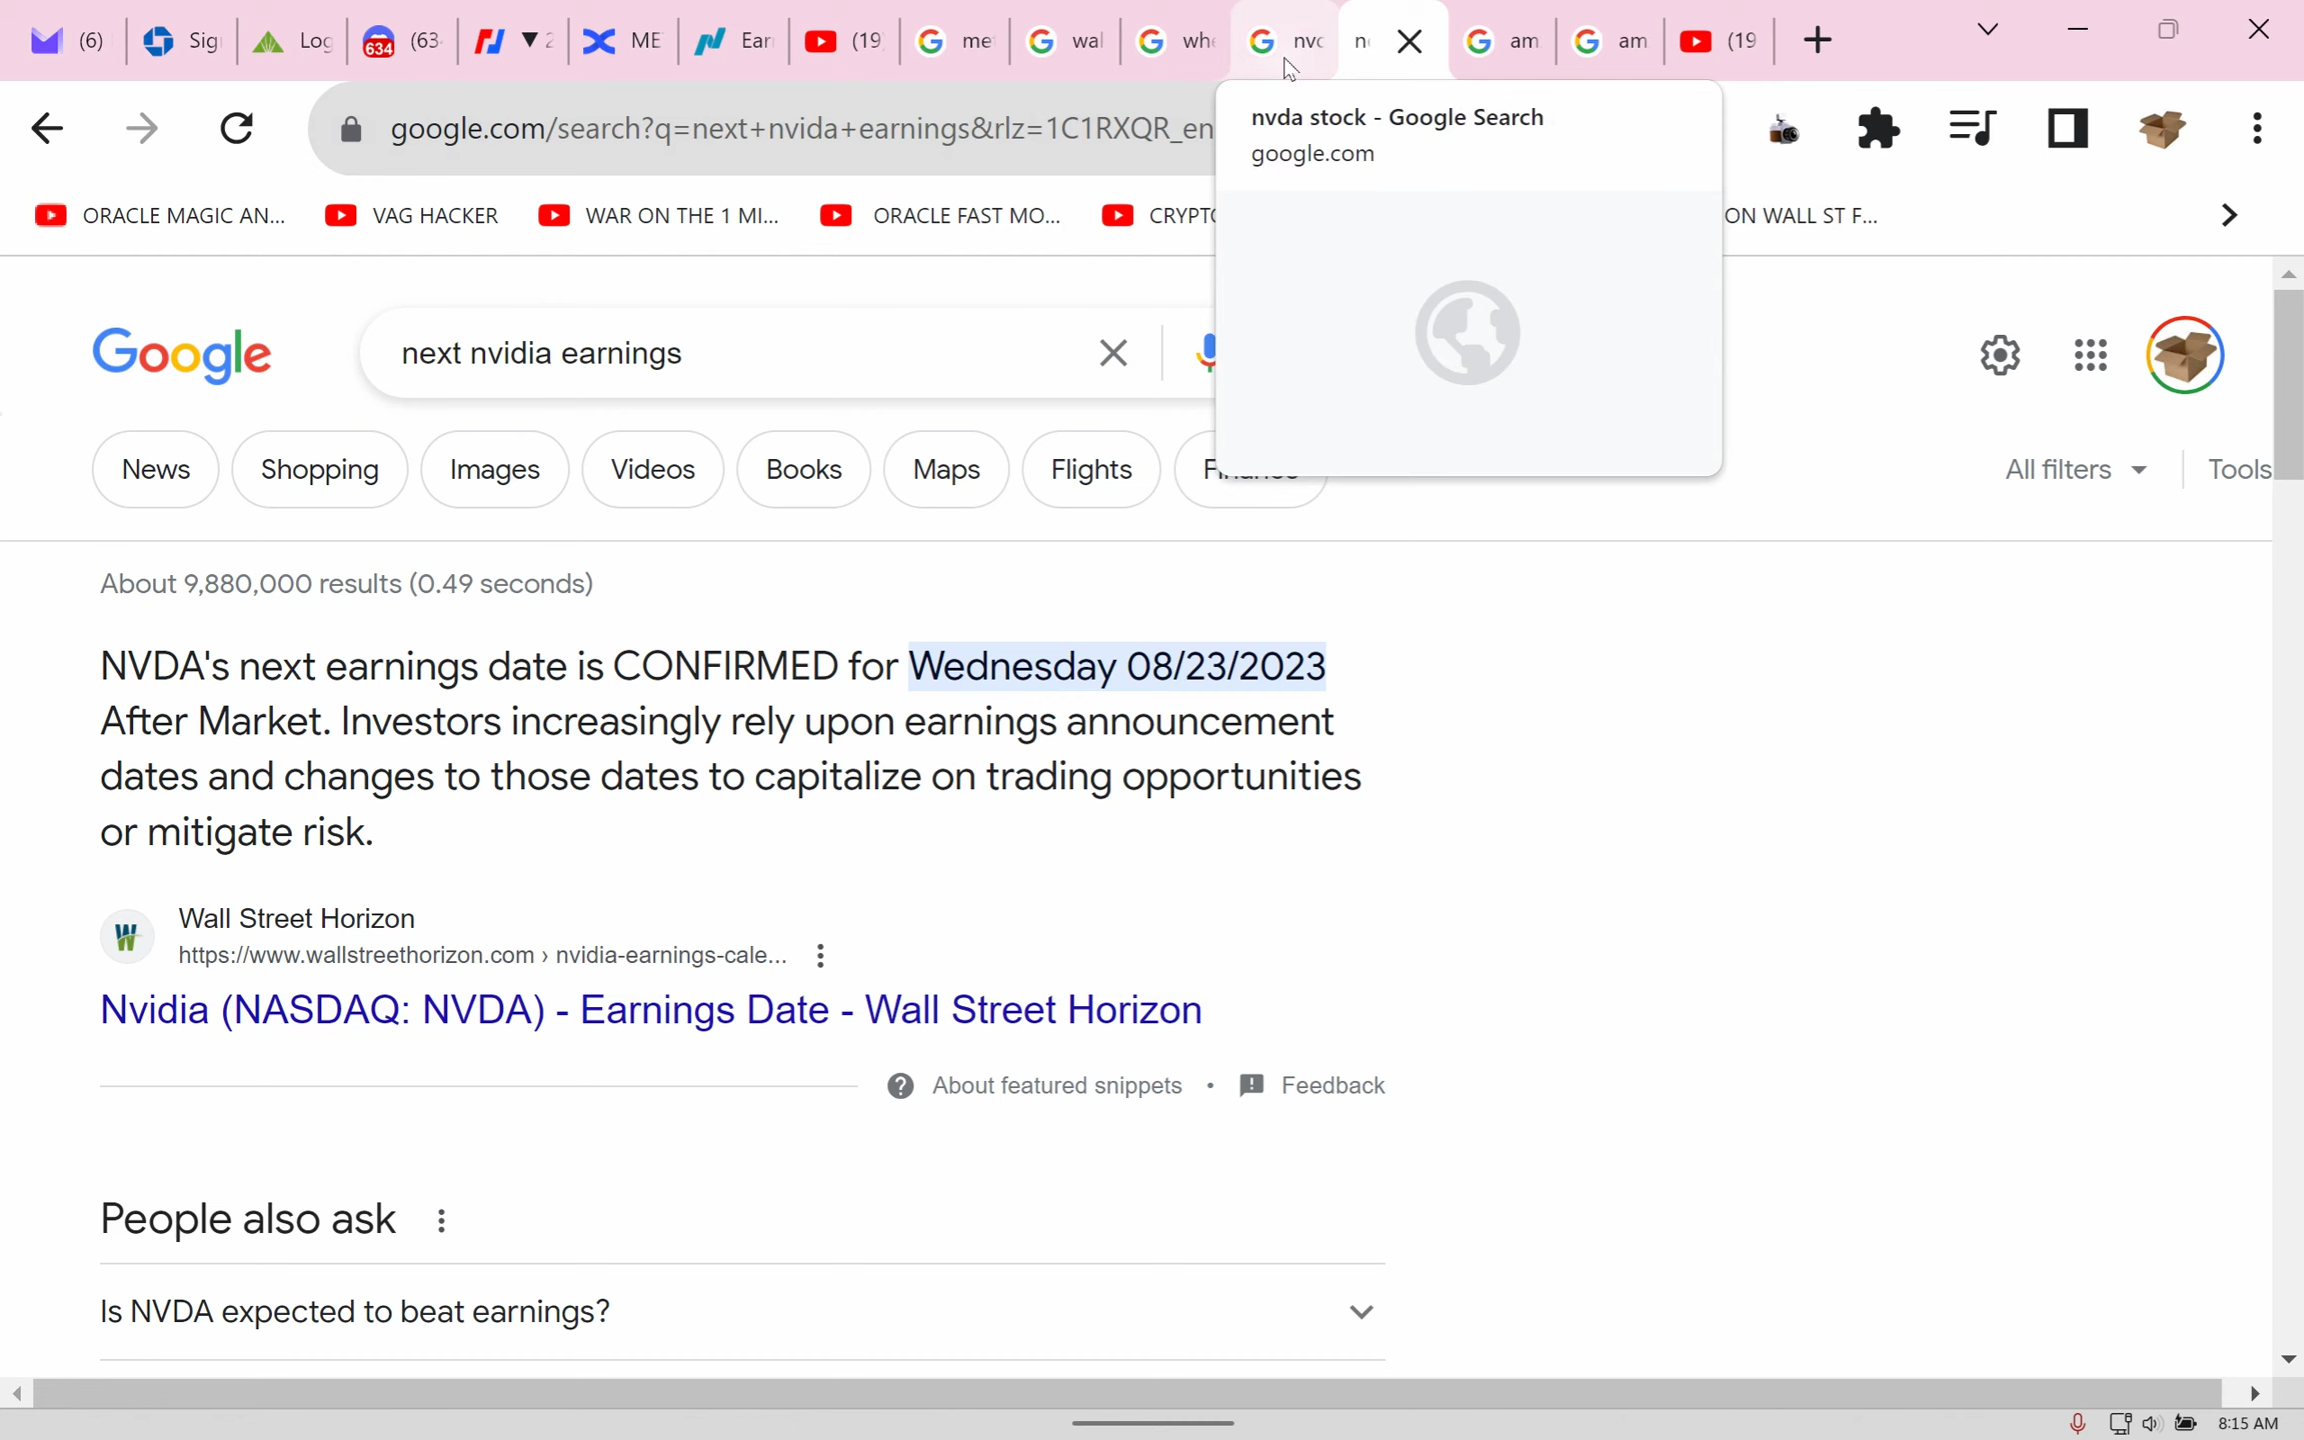 (6) Sig Log 634 (63 ▼ 2 ME Ear (19 me wal whe nvd n am am (19
google.com/search?q=next+nvida+earnings&rlz=1C1RXQR_en
nvda stock - Google Search
google.com
ORACLE MAGIC AN... VAG HACKER WAR ON THE 1 MI... ORACLE FAST MO... CRYPTO ON WALL ST F...
Google next nvidia earnings
News Shopping Images Videos Books Maps Flights Finance All filters Tools
About 9,880,000 results (0.49 seconds)
NVDA's next earnings date is CONFIRMED for Wednesday 08/23/2023
After Market. Investors increasingly rely upon earnings announcement
dates and changes to those dates to capitalize on trading opportunities
or mitigate risk.
Wall Street Horizon
https://www.wallstreethorizon.com › nvidia-earnings-cale...
Nvidia (NASDAQ: NVDA) - Earnings Date - Wall Street Horizon
About featured snippets • Feedback
People also ask
Is NVDA expected to beat earnings?
8:15 AM